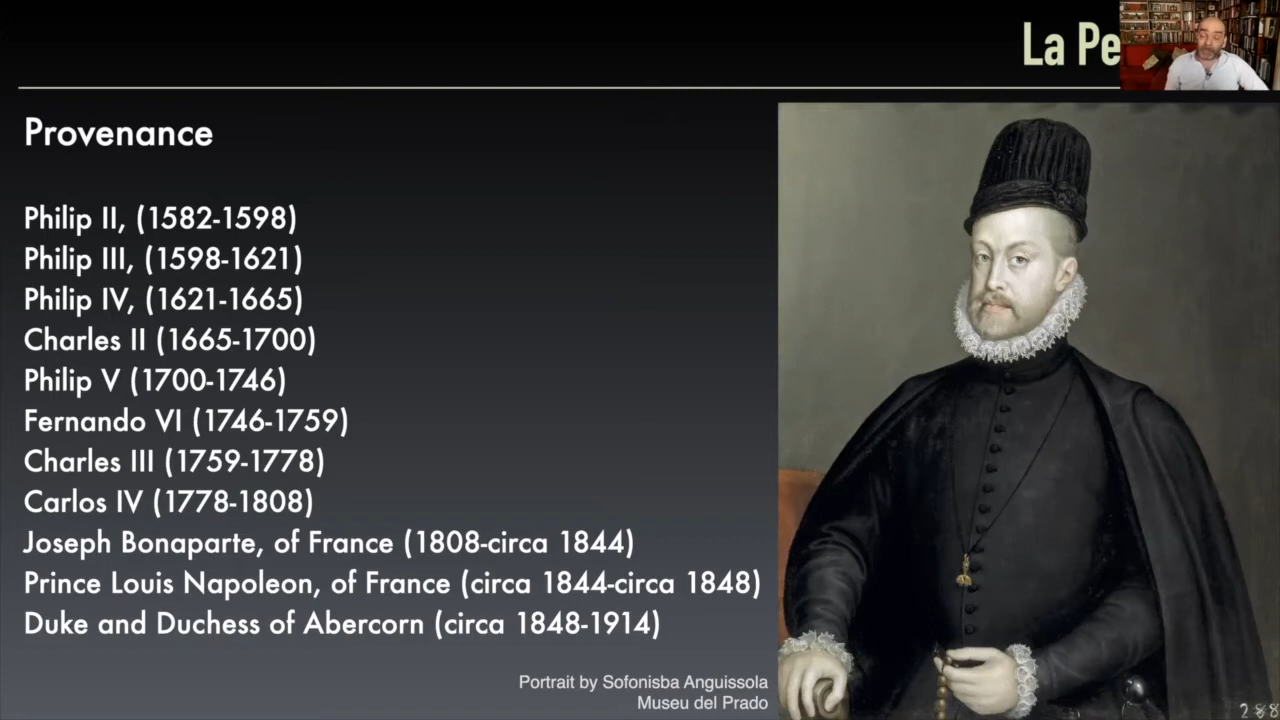 La Pe
Provenance
Philip II, (1582-1598)
Philip III, (1598-1621)
Philip IV, (1621-1665)
Charles II (1665-1700)
Philip V (1700-1746)
Fernando VI (1746-1759)
Charles III (1759-1778)
Carlos IV (1778-1808)
Joseph Bonaparte, of France (1808-circa 1844)
Prince Louis Napoleon, of France (circa 1844-circa 1848)
Duke and Duchess of Abercorn (circa 1848-1914)
Portrait by Sofonisba Anguissola
Museu del Prado
288